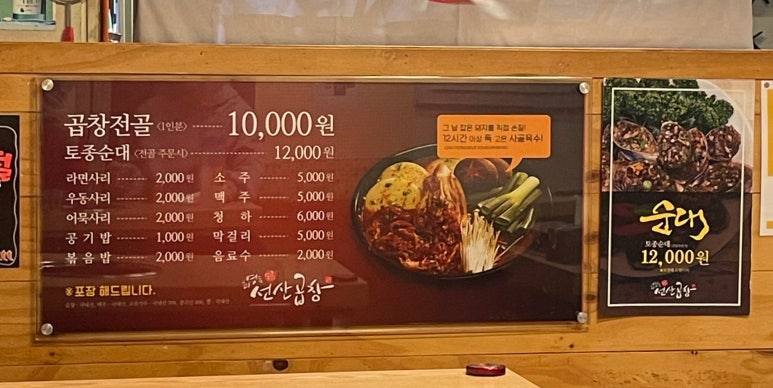 곱창전골 <1인분> 10,000원
토종순대 <전골 주문시> 12,000원
라면사리 2,000원 소주 5,000원
우동사리 2,000원 맥주 5,000원
어묵사리 2,000원 청하 6,000원
공기밥 1,000원 막걸리 5,000원
볶음밥 2,000원 음료수 2,000원
※포장 해드립니다.
선산곱창
그 날 잡은 돼지를 직접 손질!
12시간 이상 푹 고은 사골육수!
순대
토종순대
12,000원
선산곱창